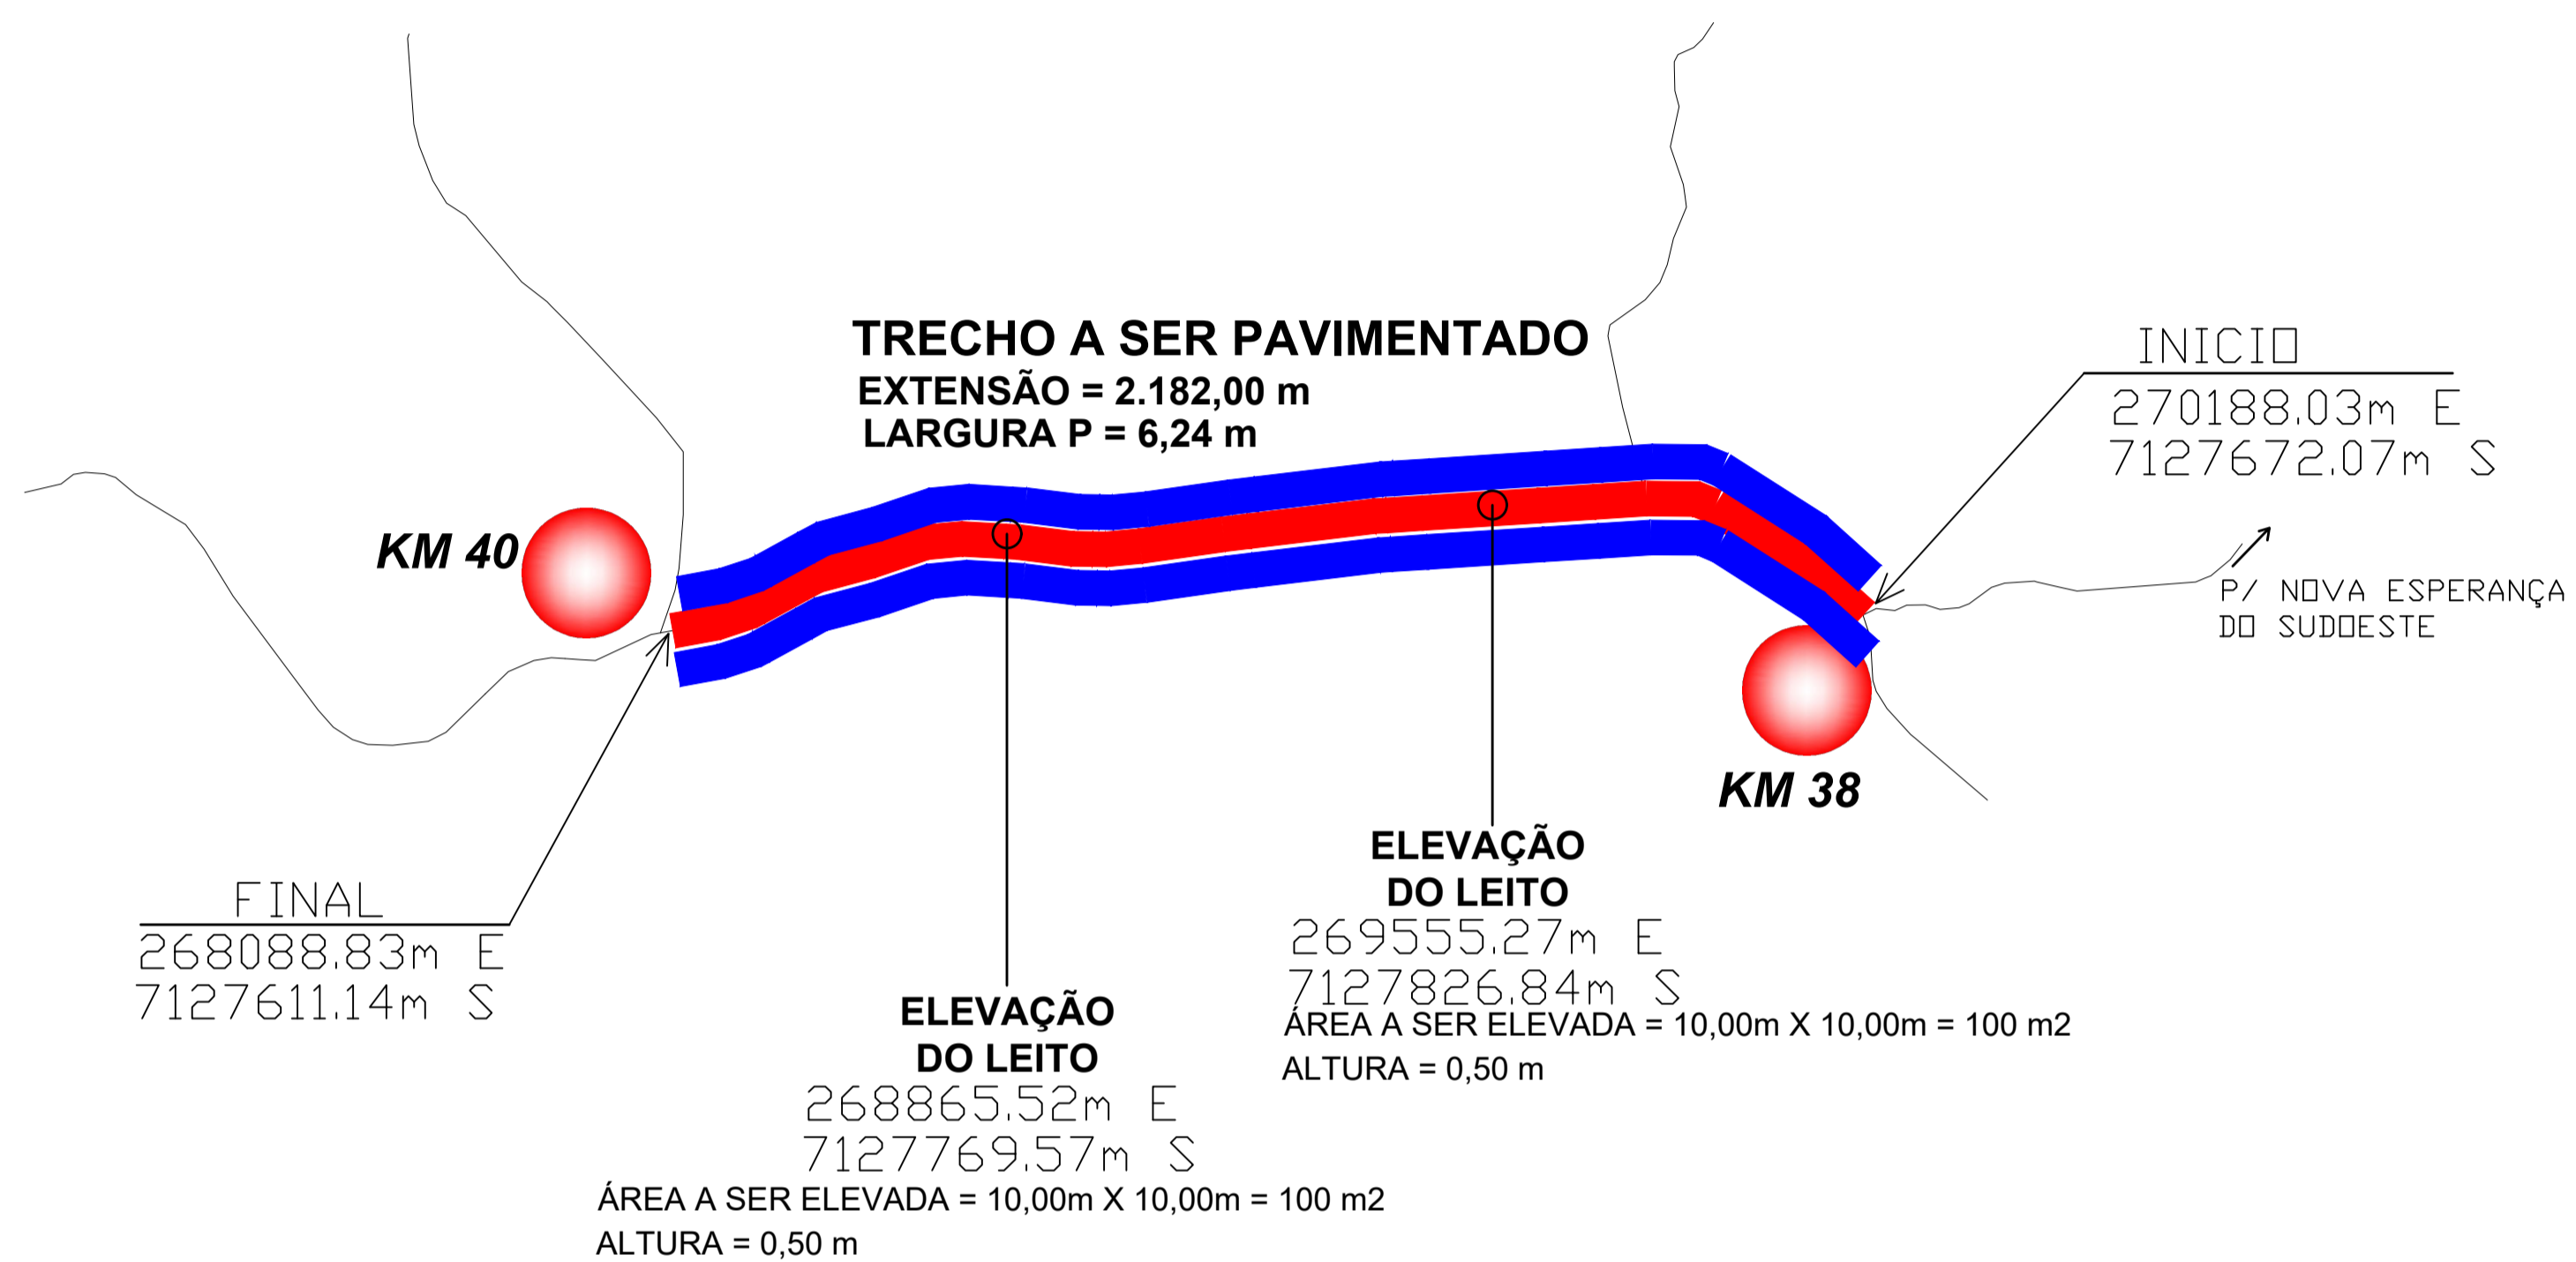 TRECHO A SER PAVIMENTADO
EXTENSÃO = 2.182,00 m
LARGURA P = 6,24 m
INICIO
270188.03m E
7127672.07m S
KM 40
P/ NOVA ESPERANÇA
DO SUDOESTE
KM 38
ELEVAÇÃO
DO LEITO
269555.27m E
7127826.84m S
ÁREA A SER ELEVADA = 10,00m X 10,00m = 100 m2
ALTURA = 0,50 m
FINAL
268088.83m E
7127611.14m S
ELEVAÇÃO
DO LEITO
268865.52m E
7127769.57m S
ÁREA A SER ELEVADA = 10,00m X 10,00m = 100 m2
ALTURA = 0,50 m